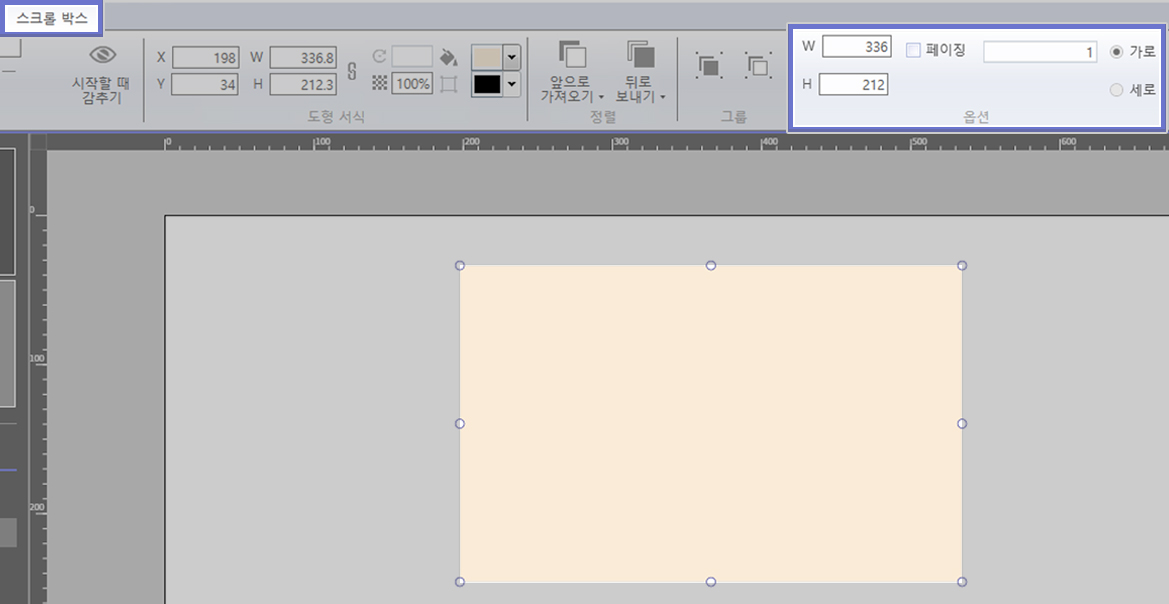 스크롤 박스
시작할 때
감추기
X 198 W 336.8
Y 34 H 212.3 100%
도형 서식
앞으로
가져오기
뒤로
보내기
정렬
그룹
W 336 페이징 1 가로
H 212 세로
옵션
0 100 200 300 400 500 600
0
100
200